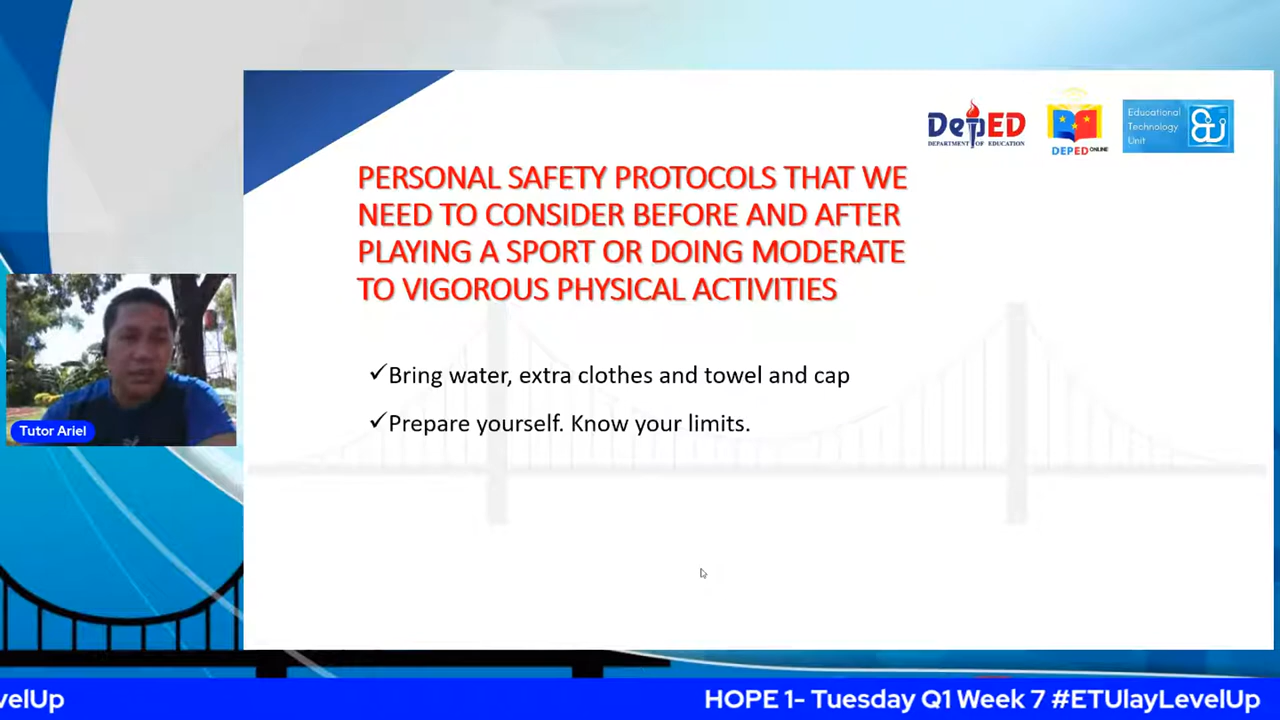 DepED
DEPARTMENT OF EDUCATION
DEPED ONLINE
Educational
Technology
Unit
PERSONAL SAFETY PROTOCOLS THAT WE
NEED TO CONSIDER BEFORE AND AFTER
PLAYING A SPORT OR DOING MODERATE
TO VIGOROUS PHYSICAL ACTIVITIES
✓Bring water, extra clothes and towel and cap
✓Prepare yourself. Know your limits.
Tutor Ariel
velUp
HOPE 1- Tuesday Q1 Week 7 #ETUlayLevelUp